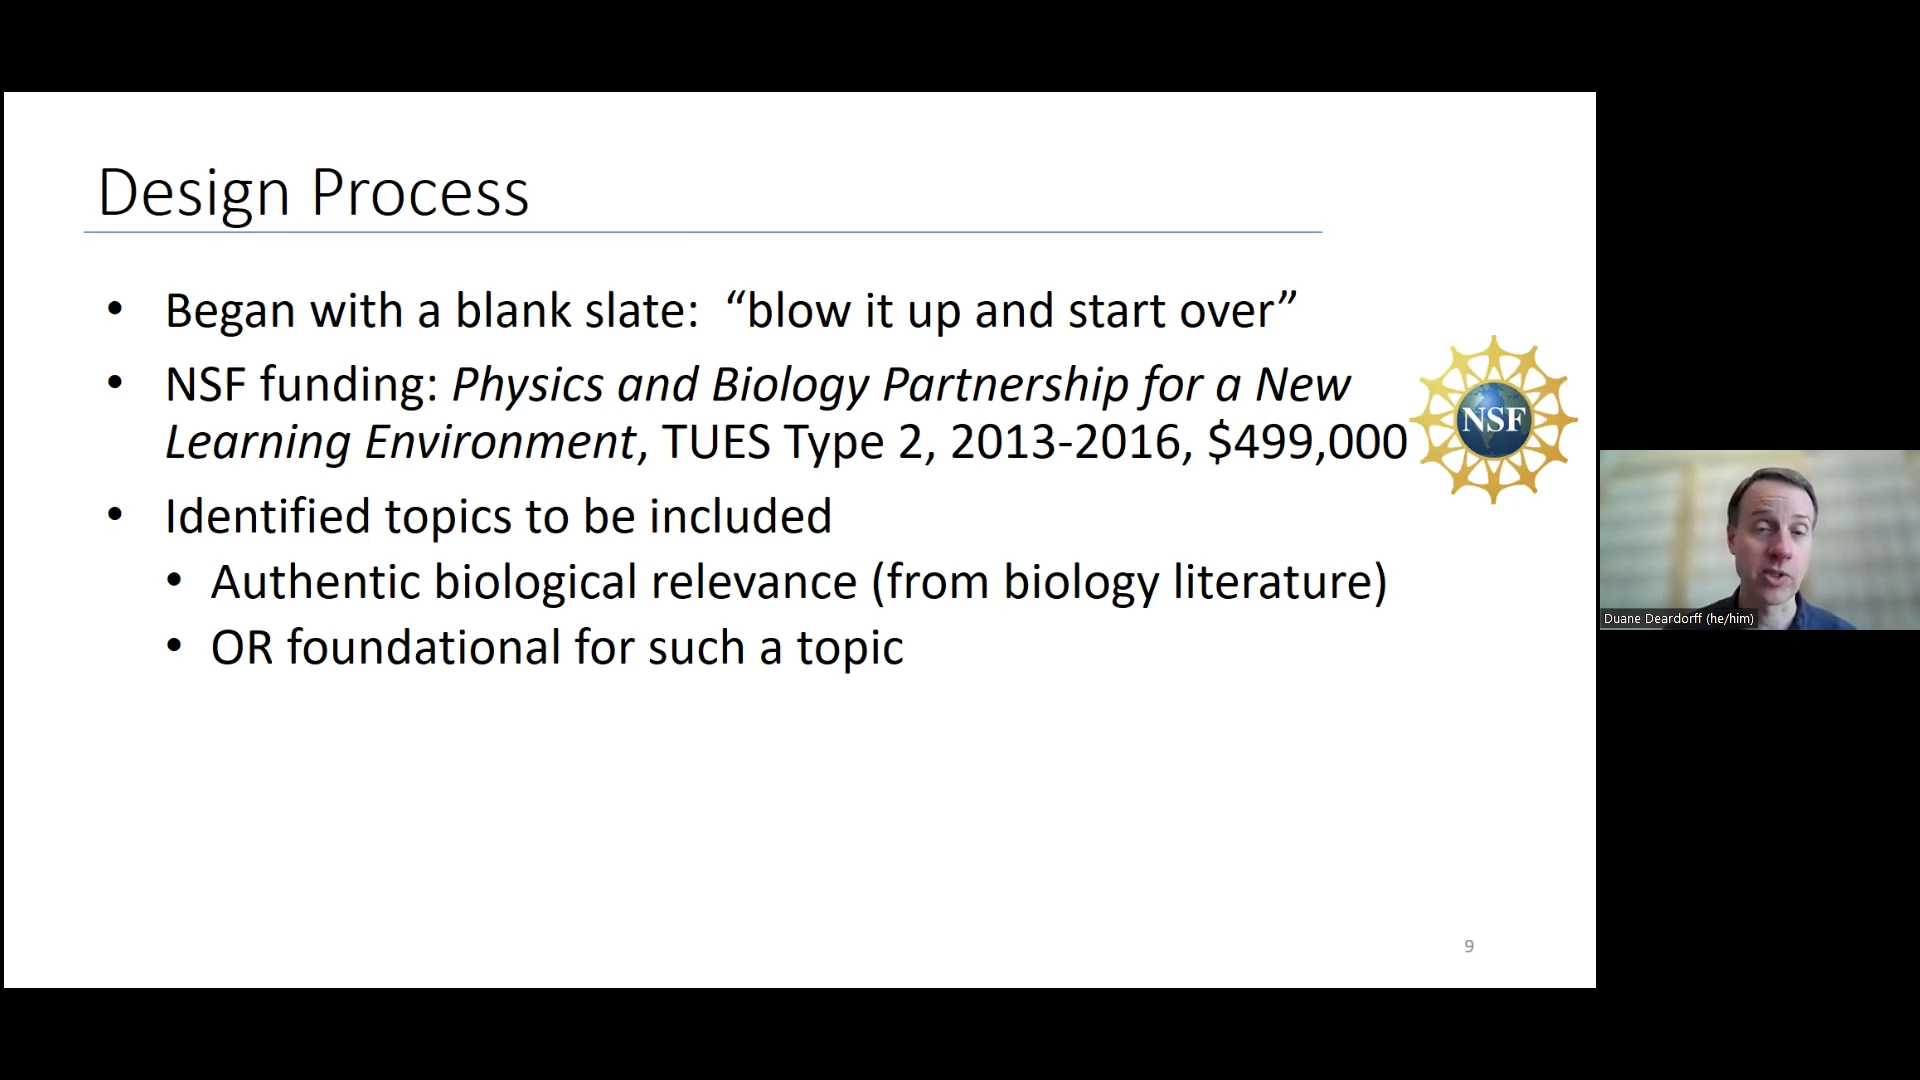 Design Process
• Began with a blank slate:  “blow it up and start over”
• NSF funding: Physics and Biology Partnership for a New
Learning Environment, TUES Type 2, 2013-2016, $499,000
NSF
• Identified topics to be included
• Authentic biological relevance (from biology literature)
• OR foundational for such a topic
Duane Deardorff (he/him)
9